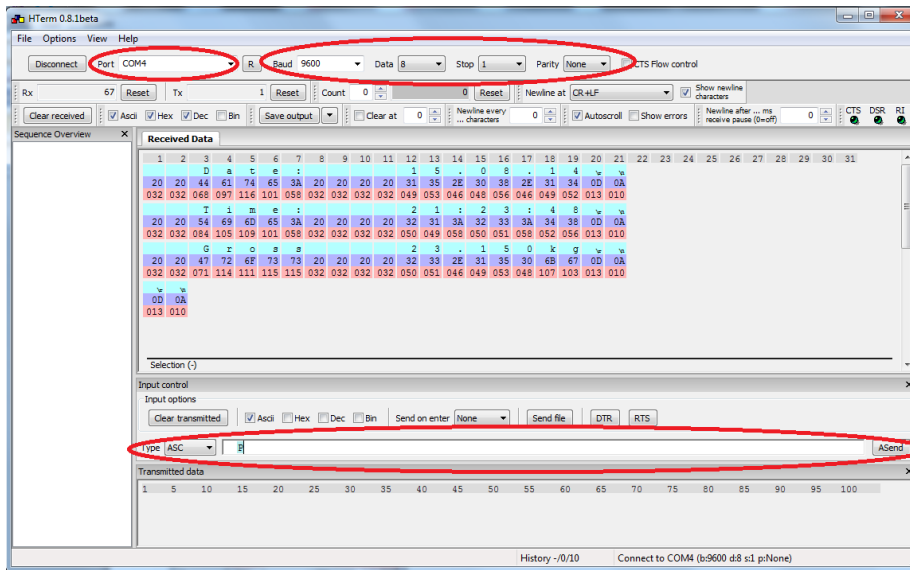 HTerm 0.8.1beta
File Options View Help
Disconnect Port COM4 R Baud 9600 Data 8 Stop 1 Parity None CTS Flow control
Rx 67 Reset Tx 1 Reset Count 0 0 Reset Newline at CR+LF Show newline characters
Clear received Ascii Hex Dec Bin Save output Clear at 0 Newline every ... characters 0 Autoscroll Show errors Newline after ... ms receive pause (0=off) 0 CTS DSR RI
Sequence Overview X Received Data
1 2 3 4 5 6 7 8 9 10 11 12 13 14 15 16 17 18 19 20 21 22 23 24 25 26 27 28 29 30 31
D a t e : 1 5 . 0 8 . 1 4 \r \n
20 20 44 61 74 65 3A 20 20 20 20 31 35 2E 30 38 2E 31 34 0D 0A
032 032 068 097 116 101 058 032 032 032 032 049 053 046 048 056 046 049 052 013 010
T i m e : 2 1 : 2 3 : 4 8 \r \n
20 20 54 69 6D 65 3A 20 20 20 20 32 31 3A 32 33 3A 34 38 0D 0A
032 032 084 105 109 101 058 032 032 032 032 050 049 058 050 051 058 052 056 013 010
G r o s s 2 3 . 1 5 0 k g \r \n
20 20 47 72 6F 73 73 20 20 20 20 32 33 2E 31 35 30 6B 67 0D 0A
032 032 071 114 111 115 115 032 032 032 032 050 051 046 049 053 048 107 103 013 010
\r \n
0D 0A
013 010
Selection (-)
Input control X
Input options
Clear transmitted Ascii Hex Dec Bin Send on enter None Send file DTR RTS
Type ASC P ASend
Transmitted data X
1 5 10 15 20 25 30 35 40 45 50 55 60 65 70 75 80 85 90 95 100
History -/0/10 Connect to COM4 (b:9600 d:8 s:1 p:None)